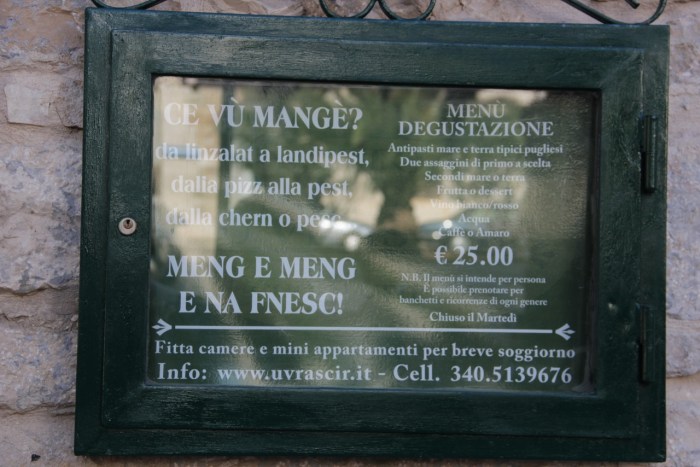 CE VÙ MANGÈ?
da linzalat a landipest,
dalla pizz alla pest,
dalla chern o pesc
MENG E MENG
E NA FNESC!
MENÙ
DEGUSTAZIONE
Antipasti mare e terra tipici pugliesi
Due assaggini di primo a scelta
Secondi mare o terra
Frutta o dessert
Vino bianco/rosso
Acqua
Caffè o Amaro
€ 25.00
N.B. Il menù si intende per persona
È possibile prenotare per
banchetti e ricorrenze di ogni genere
Chiuso il Martedì
Fitta camere e mini appartamenti per breve soggiorno
Info: www.uvrascir.it - Cell. 340.5139676